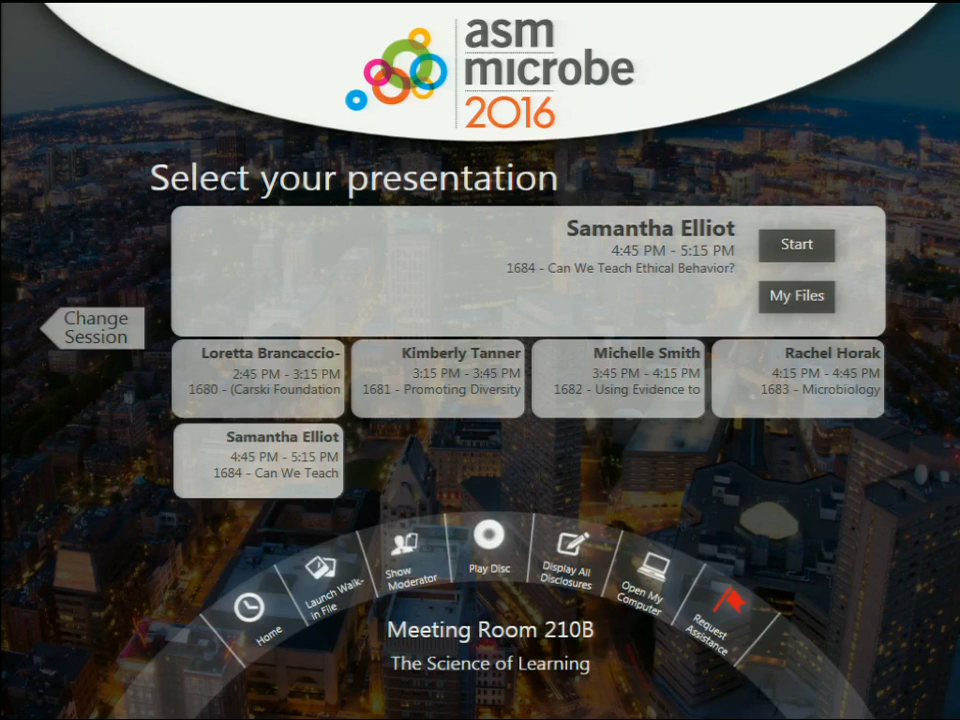 asm
microbe
2016
Select your presentation
Samantha Elliot
4:45 PM - 5:15 PM
1684 - Can We Teach Ethical Behavior?
Start
My Files
Change
Session
Loretta Brancaccio-
2:45 PM - 3:15 PM
1680 - (Carski Foundation
Kimberly Tanner
3:15 PM - 3:45 PM
1681 - Promoting Diversity
Michelle Smith
3:45 PM - 4:15 PM
1682 - Using Evidence to
Rachel Horak
4:15 PM - 4:45 PM
1683 - Microbiology
Samantha Elliot
4:45 PM - 5:15 PM
1684 - Can We Teach
Home
Launch Walk-
in File
Show
Moderator
Play Disc
Display All
Disclosures
Open My
Computer
Request
Assistance
Meeting Room 210B
The Science of Learning